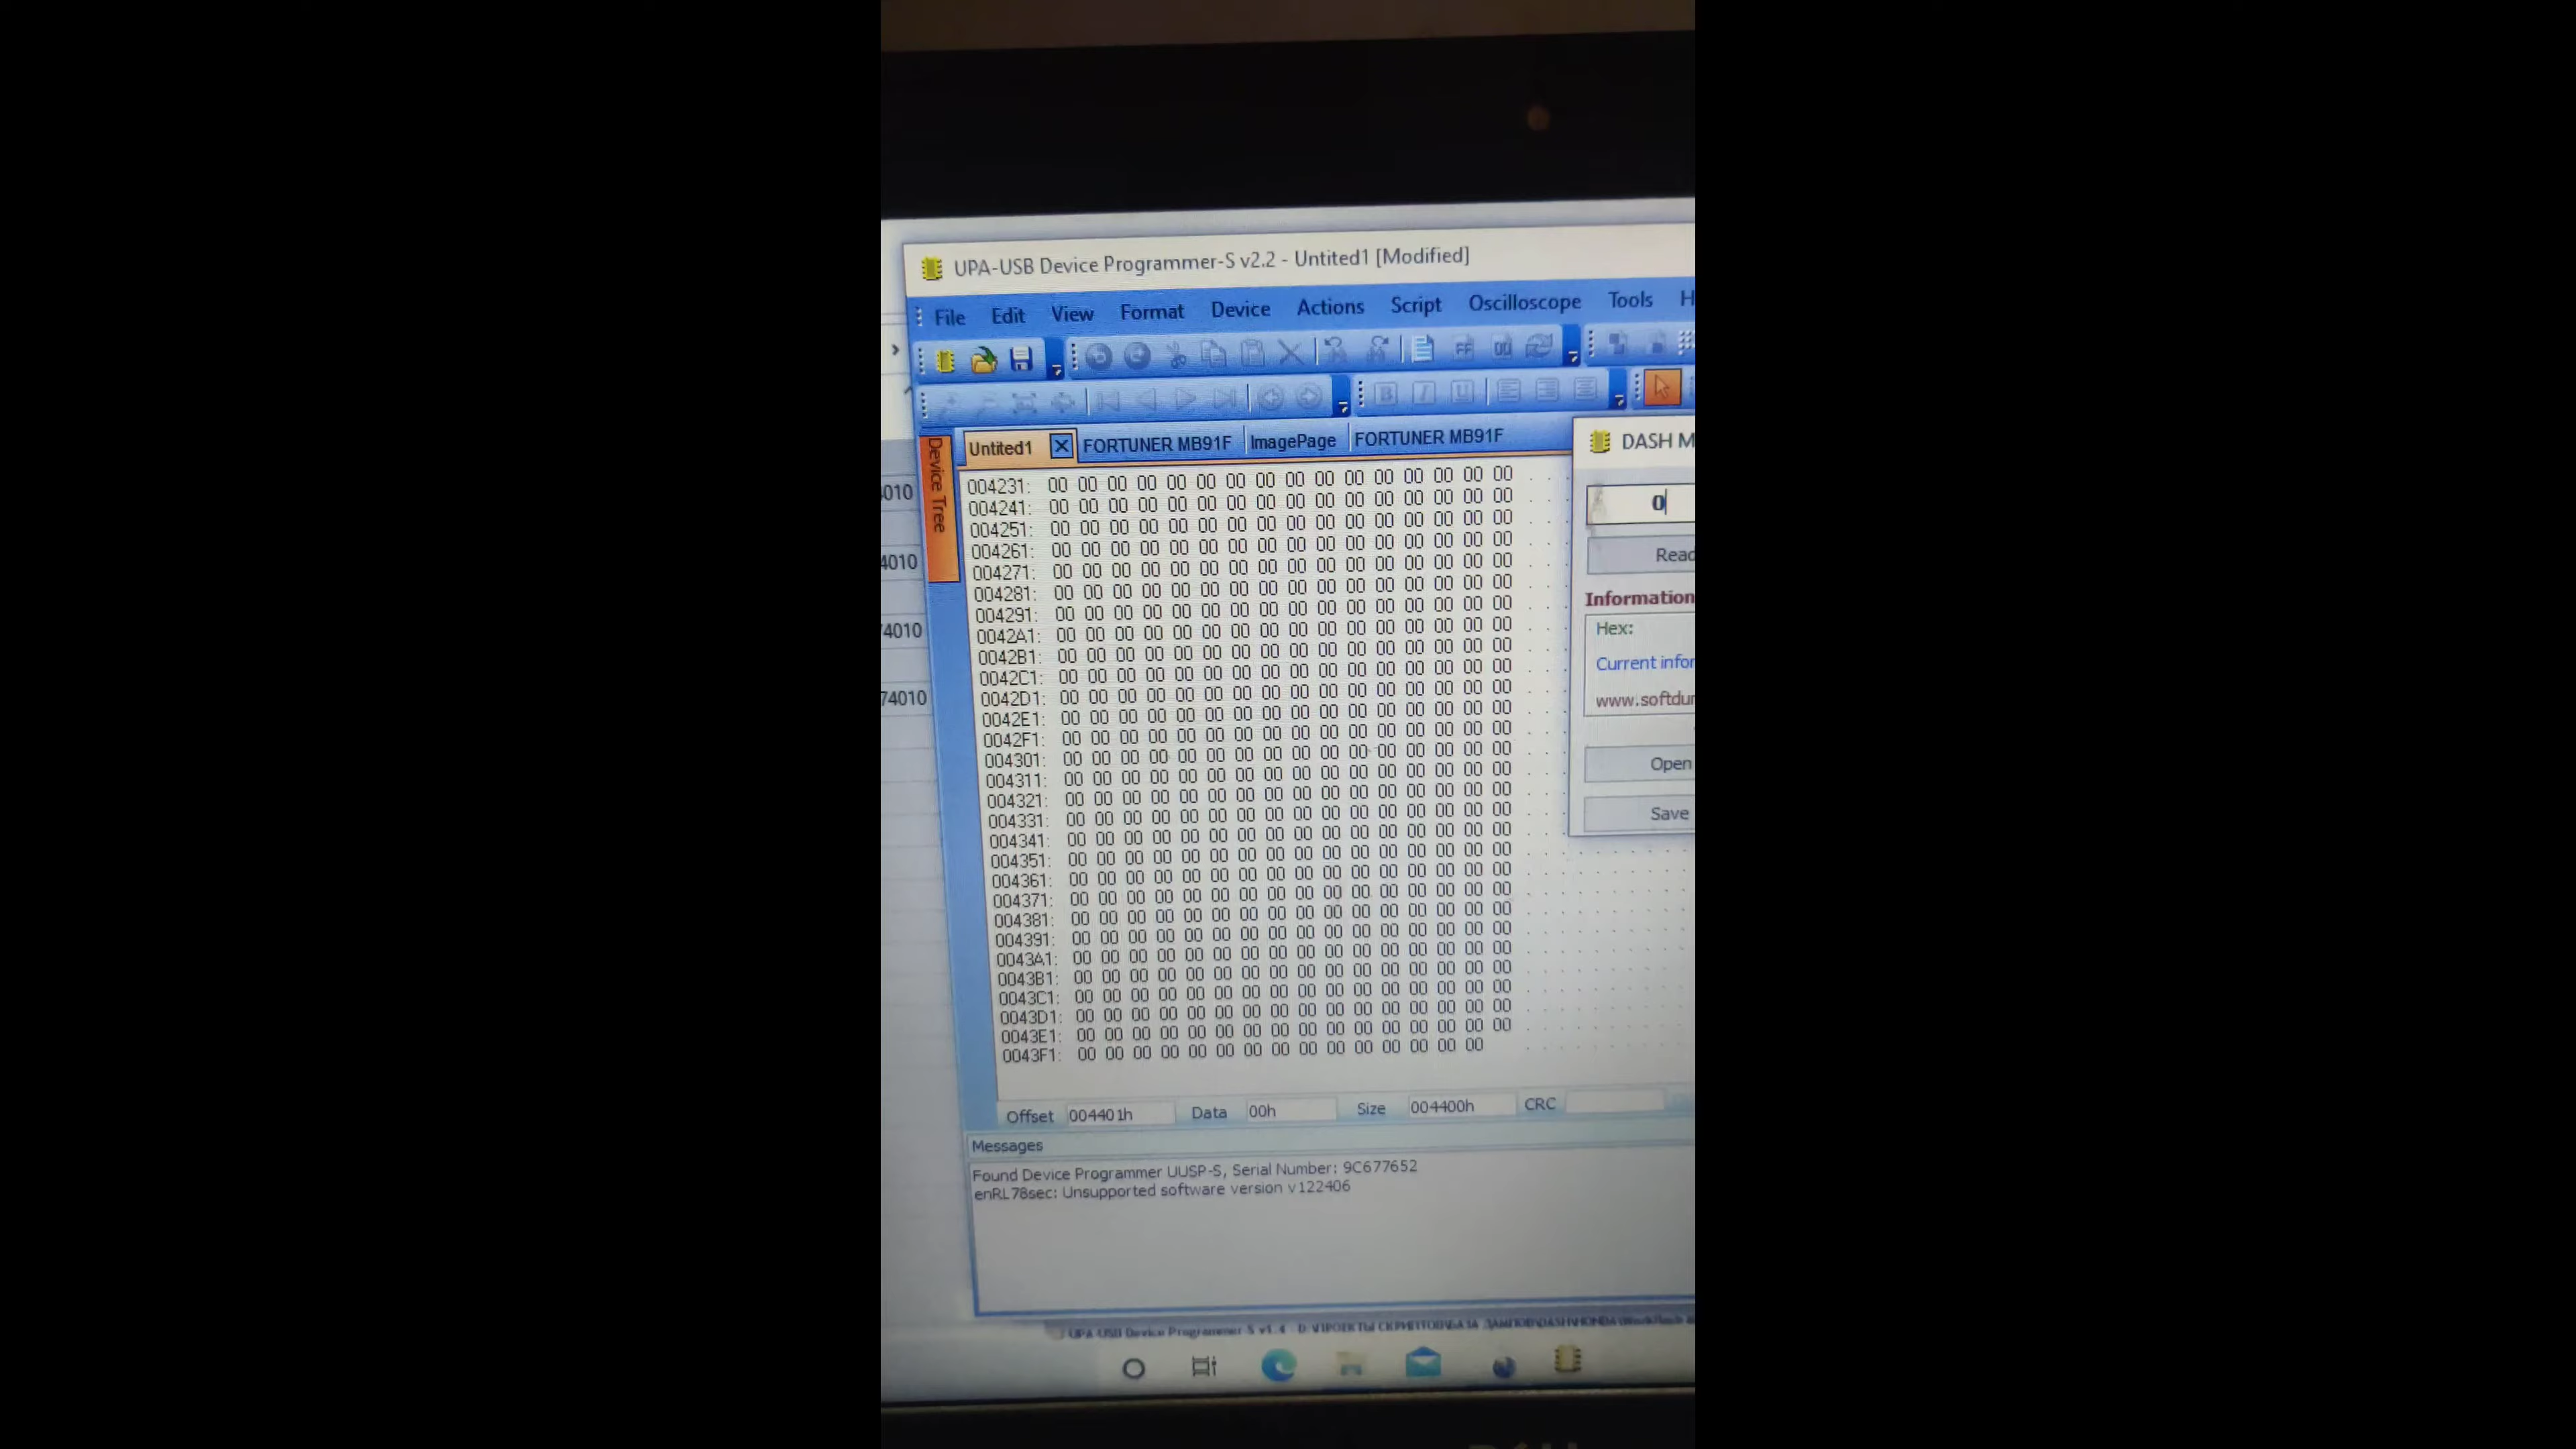 UPA-USB Device Programmer-S v2.2 - Untited1 [Modified]
File Edit View Format Device Actions Script Oscilloscope Tools H
Untited1 FORTUNER MB91F ImagePage FORTUNER MB91F
DASH M
Device Tree
0
Read
Information
Hex:
Current infor
www.softdur
Open
Save
4010
4010
74010
74010
004231: 00 00 00 00 00 00 00 00 00 00 00 00 00 00 00 00
004241: 00 00 00 00 00 00 00 00 00 00 00 00 00 00 00 00
004251: 00 00 00 00 00 00 00 00 00 00 00 00 00 00 00 00
004261: 00 00 00 00 00 00 00 00 00 00 00 00 00 00 00 00
004271: 00 00 00 00 00 00 00 00 00 00 00 00 00 00 00 00
004281: 00 00 00 00 00 00 00 00 00 00 00 00 00 00 00 00
004291: 00 00 00 00 00 00 00 00 00 00 00 00 00 00 00 00
0042A1: 00 00 00 00 00 00 00 00 00 00 00 00 00 00 00 00
0042B1: 00 00 00 00 00 00 00 00 00 00 00 00 00 00 00 00
0042C1: 00 00 00 00 00 00 00 00 00 00 00 00 00 00 00 00
0042D1: 00 00 00 00 00 00 00 00 00 00 00 00 00 00 00 00
0042E1: 00 00 00 00 00 00 00 00 00 00 00 00 00 00 00 00
0042F1: 00 00 00 00 00 00 00 00 00 00 00 00 00 00 00 00
004301: 00 00 00 00 00 00 00 00 00 00 00 00 00 00 00 00
004311: 00 00 00 00 00 00 00 00 00 00 00 00 00 00 00 00
004321: 00 00 00 00 00 00 00 00 00 00 00 00 00 00 00 00
004331: 00 00 00 00 00 00 00 00 00 00 00 00 00 00 00 00
004341: 00 00 00 00 00 00 00 00 00 00 00 00 00 00 00 00
004351: 00 00 00 00 00 00 00 00 00 00 00 00 00 00 00 00
004361: 00 00 00 00 00 00 00 00 00 00 00 00 00 00 00 00
004371: 00 00 00 00 00 00 00 00 00 00 00 00 00 00 00 00
004381: 00 00 00 00 00 00 00 00 00 00 00 00 00 00 00 00
004391: 00 00 00 00 00 00 00 00 00 00 00 00 00 00 00 00
0043A1: 00 00 00 00 00 00 00 00 00 00 00 00 00 00 00 00
0043B1: 00 00 00 00 00 00 00 00 00 00 00 00 00 00 00 00
0043C1: 00 00 00 00 00 00 00 00 00 00 00 00 00 00 00 00
0043D1: 00 00 00 00 00 00 00 00 00 00 00 00 00 00 00 00
0043E1: 00 00 00 00 00 00 00 00 00 00 00 00 00 00 00 00
0043F1: 00 00 00 00 00 00 00 00 00 00 00 00 00 00 00
Offset 004401h Data 00h Size 004400h CRC
Messages
Found Device Programmer UUSP-S, Serial Number: 9C677652
enRL78sec: Unsupported software version v122406
UPA-USB Device Programmer-S v1.4 - D:\